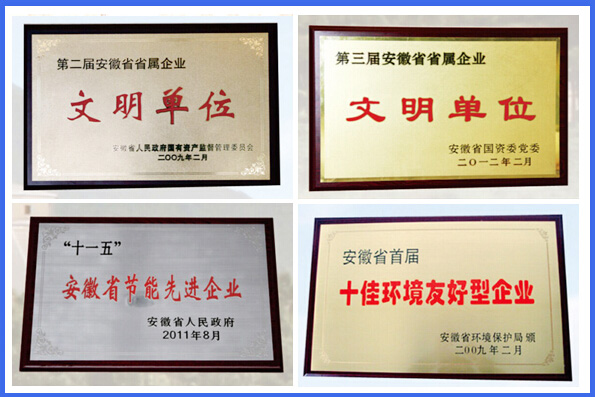 第二届安徽省省属企业
文明单位
安徽省人民政府国有资产监督管理委员会
二〇〇九年二月
第三届安徽省省属企业
文明单位
安徽省国资委党委
二〇一二年二月
“十一五”
安徽省节能先进企业
安徽省人民政府
2011年8月
安徽省首届
十佳环境友好型企业
安徽省环境保护局 颁
二〇〇九年二月